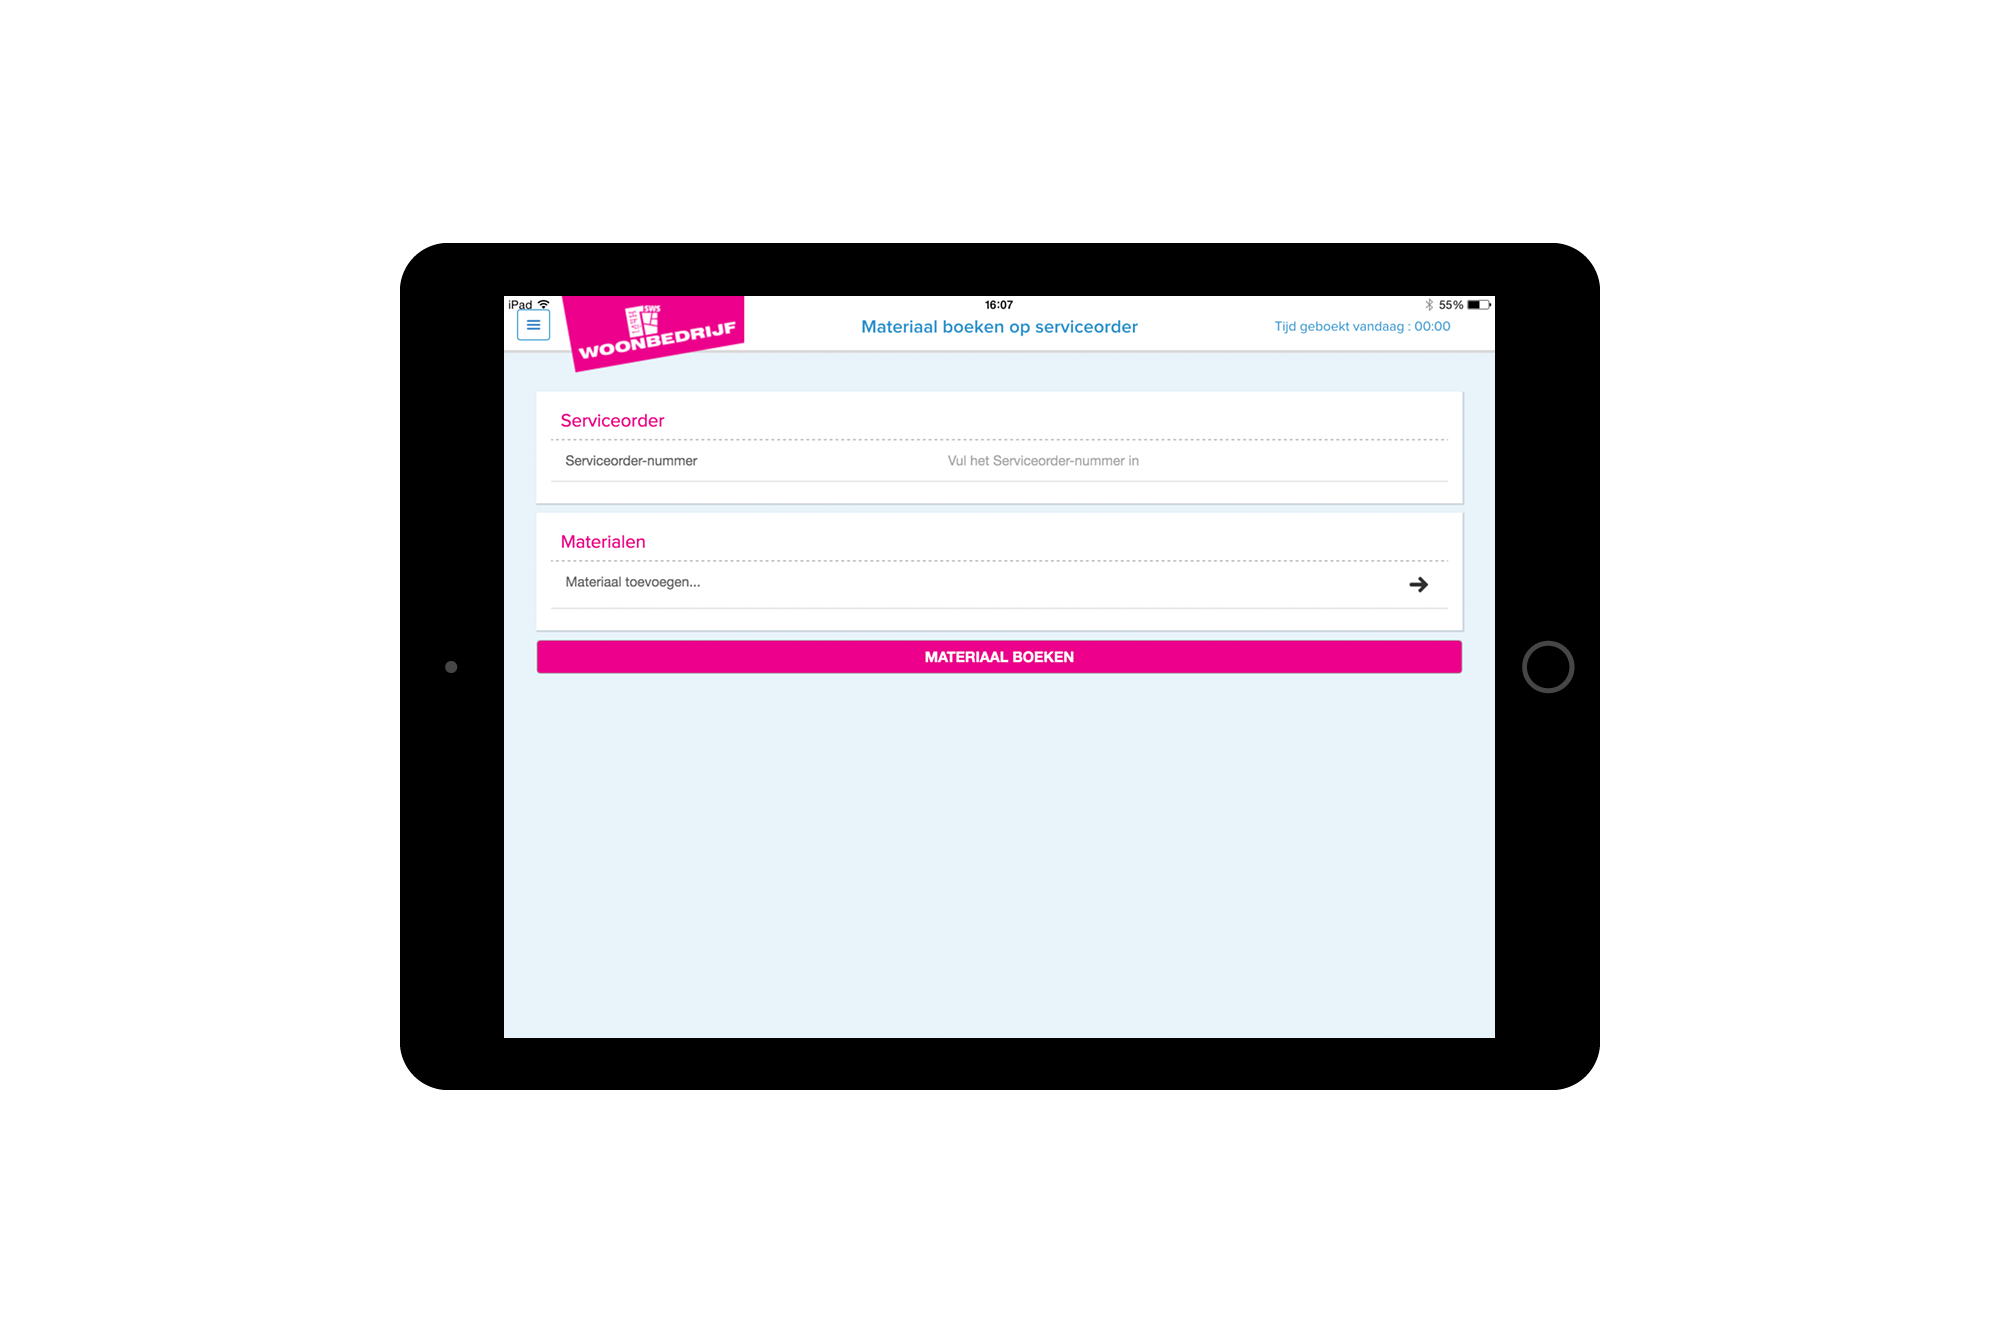 iPad
16:07
55%
SWS
HHVL
WOONBEDRIJF
Materiaal boeken op serviceorder
Tijd geboekt vandaag : 00:00
Serviceorder
Serviceorder-nummer
Vul het Serviceorder-nummer in
Materialen
Materiaal toevoegen...
MATERIAAL BOEKEN